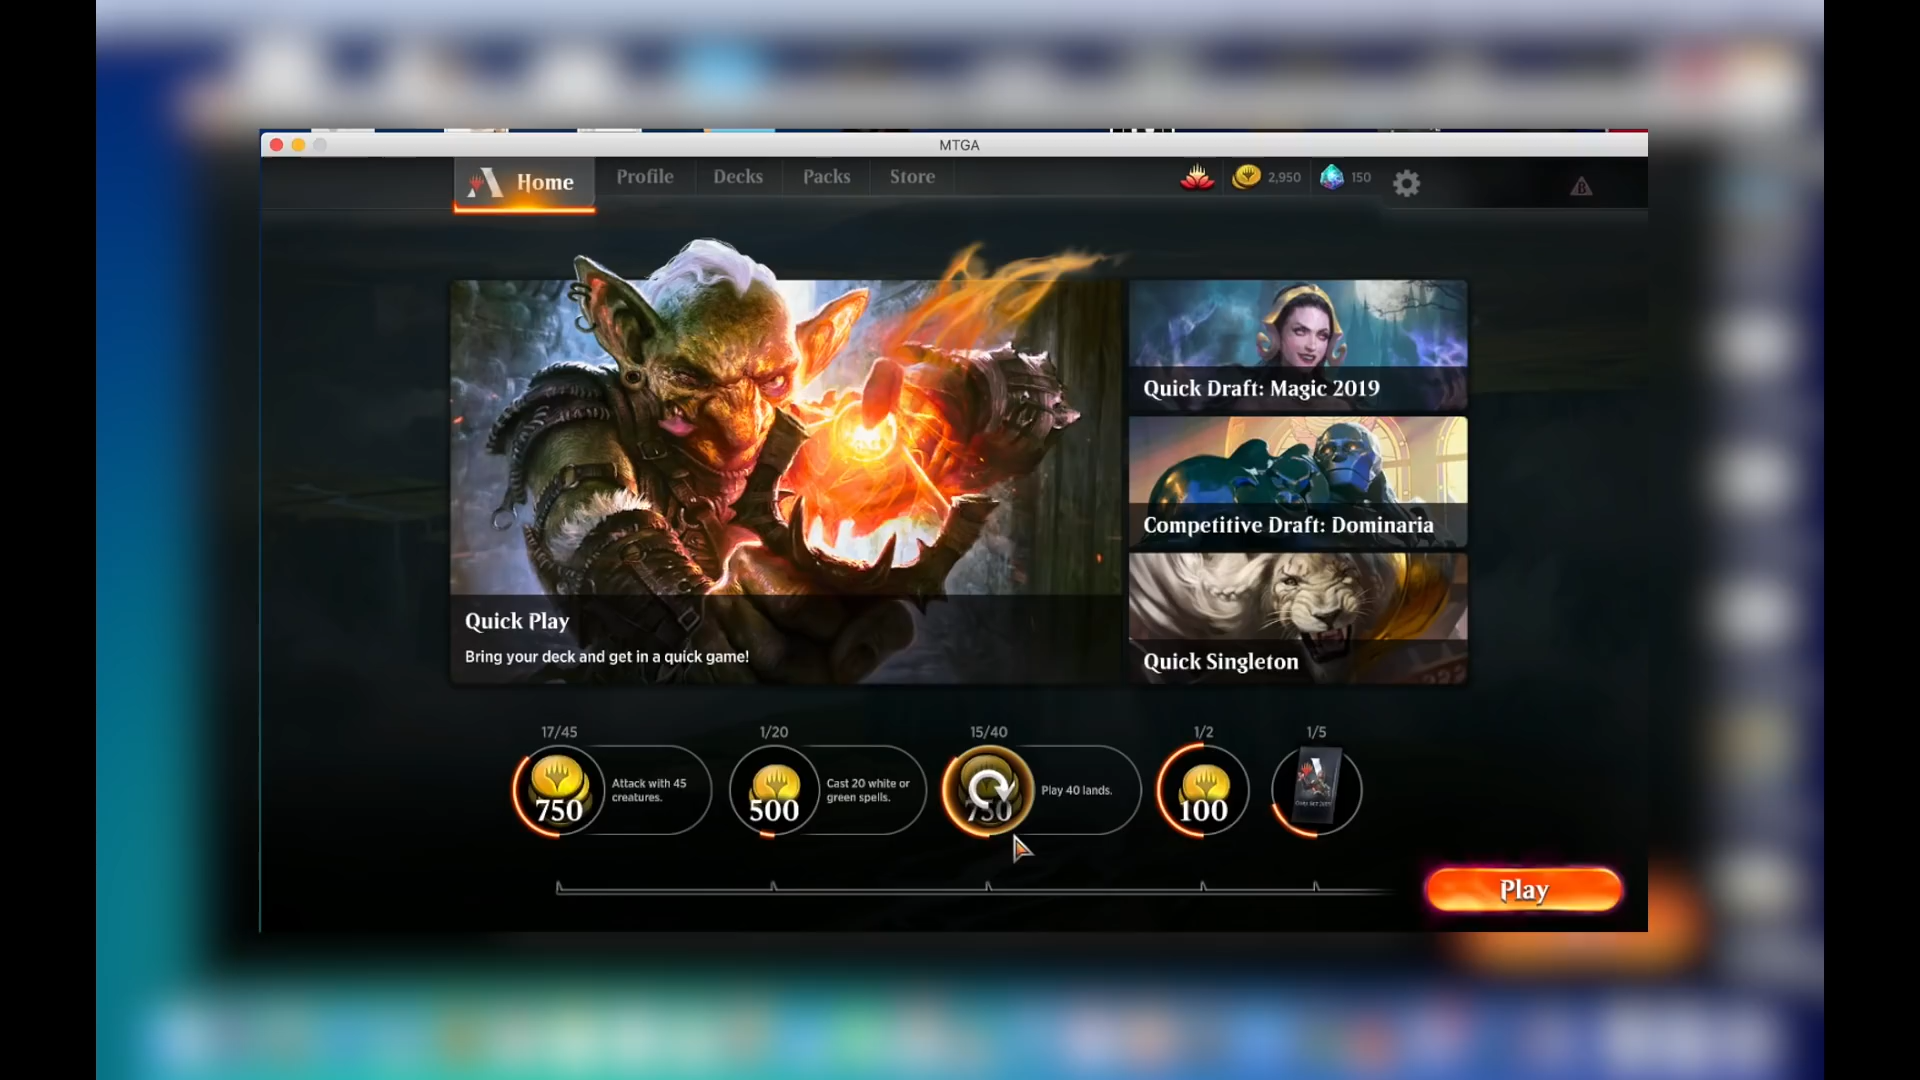 MTGA
Home
Profile
Decks
Packs
Store
2,950
150
Quick Draft: Magic 2019
Competitive Draft: Dominaria
Quick Singleton
Quick Play
Bring your deck and get in a quick game!
17/45
750
Attack with 45
creatures.
1/20
500
Cast 20 white or
green spells.
15/40
750
Play 40 lands.
1/2
100
1/5
Play